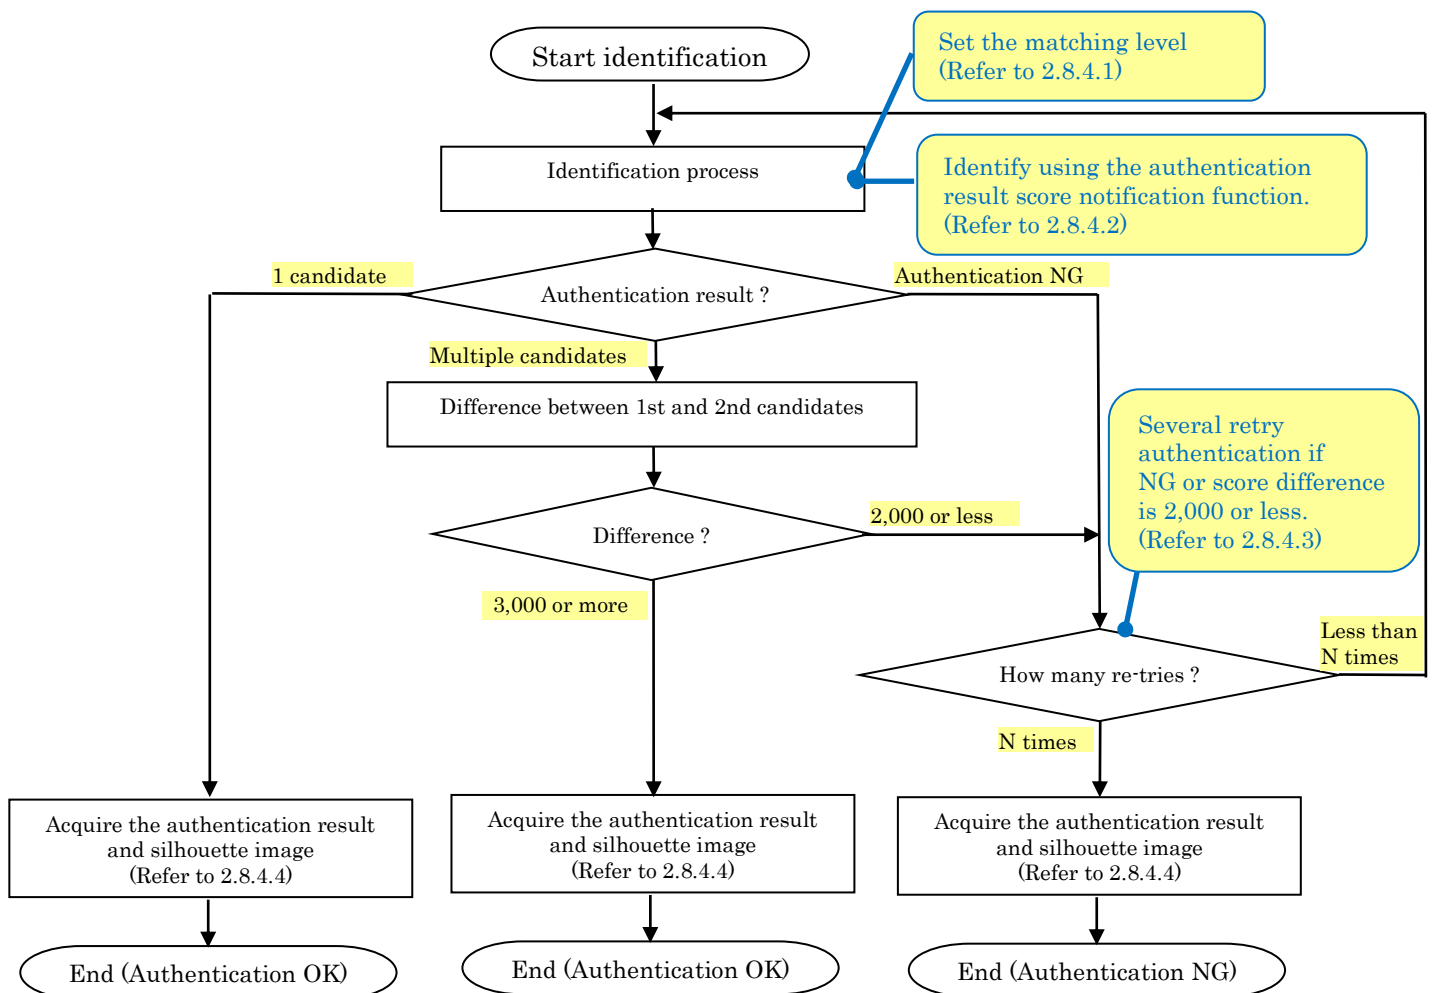 Start identification
Set the matching level
(Refer to 2.8.4.1)
Identification process
Identify using the authentication
result score notification function.
(Refer to 2.8.4.2)
1 candidate
Authentication result ?
Authentication NG
Multiple candidates
Difference between 1st and 2nd candidates
Several retry
authentication if
NG or score difference
is 2,000 or less.
(Refer to 2.8.4.3)
Difference ?
2,000 or less
3,000 or more
How many re-tries ?
Less than
N times
N times
Acquire the authentication result
and silhouette image
(Refer to 2.8.4.4)
Acquire the authentication result
and silhouette image
(Refer to 2.8.4.4)
Acquire the authentication result
and silhouette image
(Refer to 2.8.4.4)
End (Authentication OK)
End (Authentication OK)
End (Authentication NG)